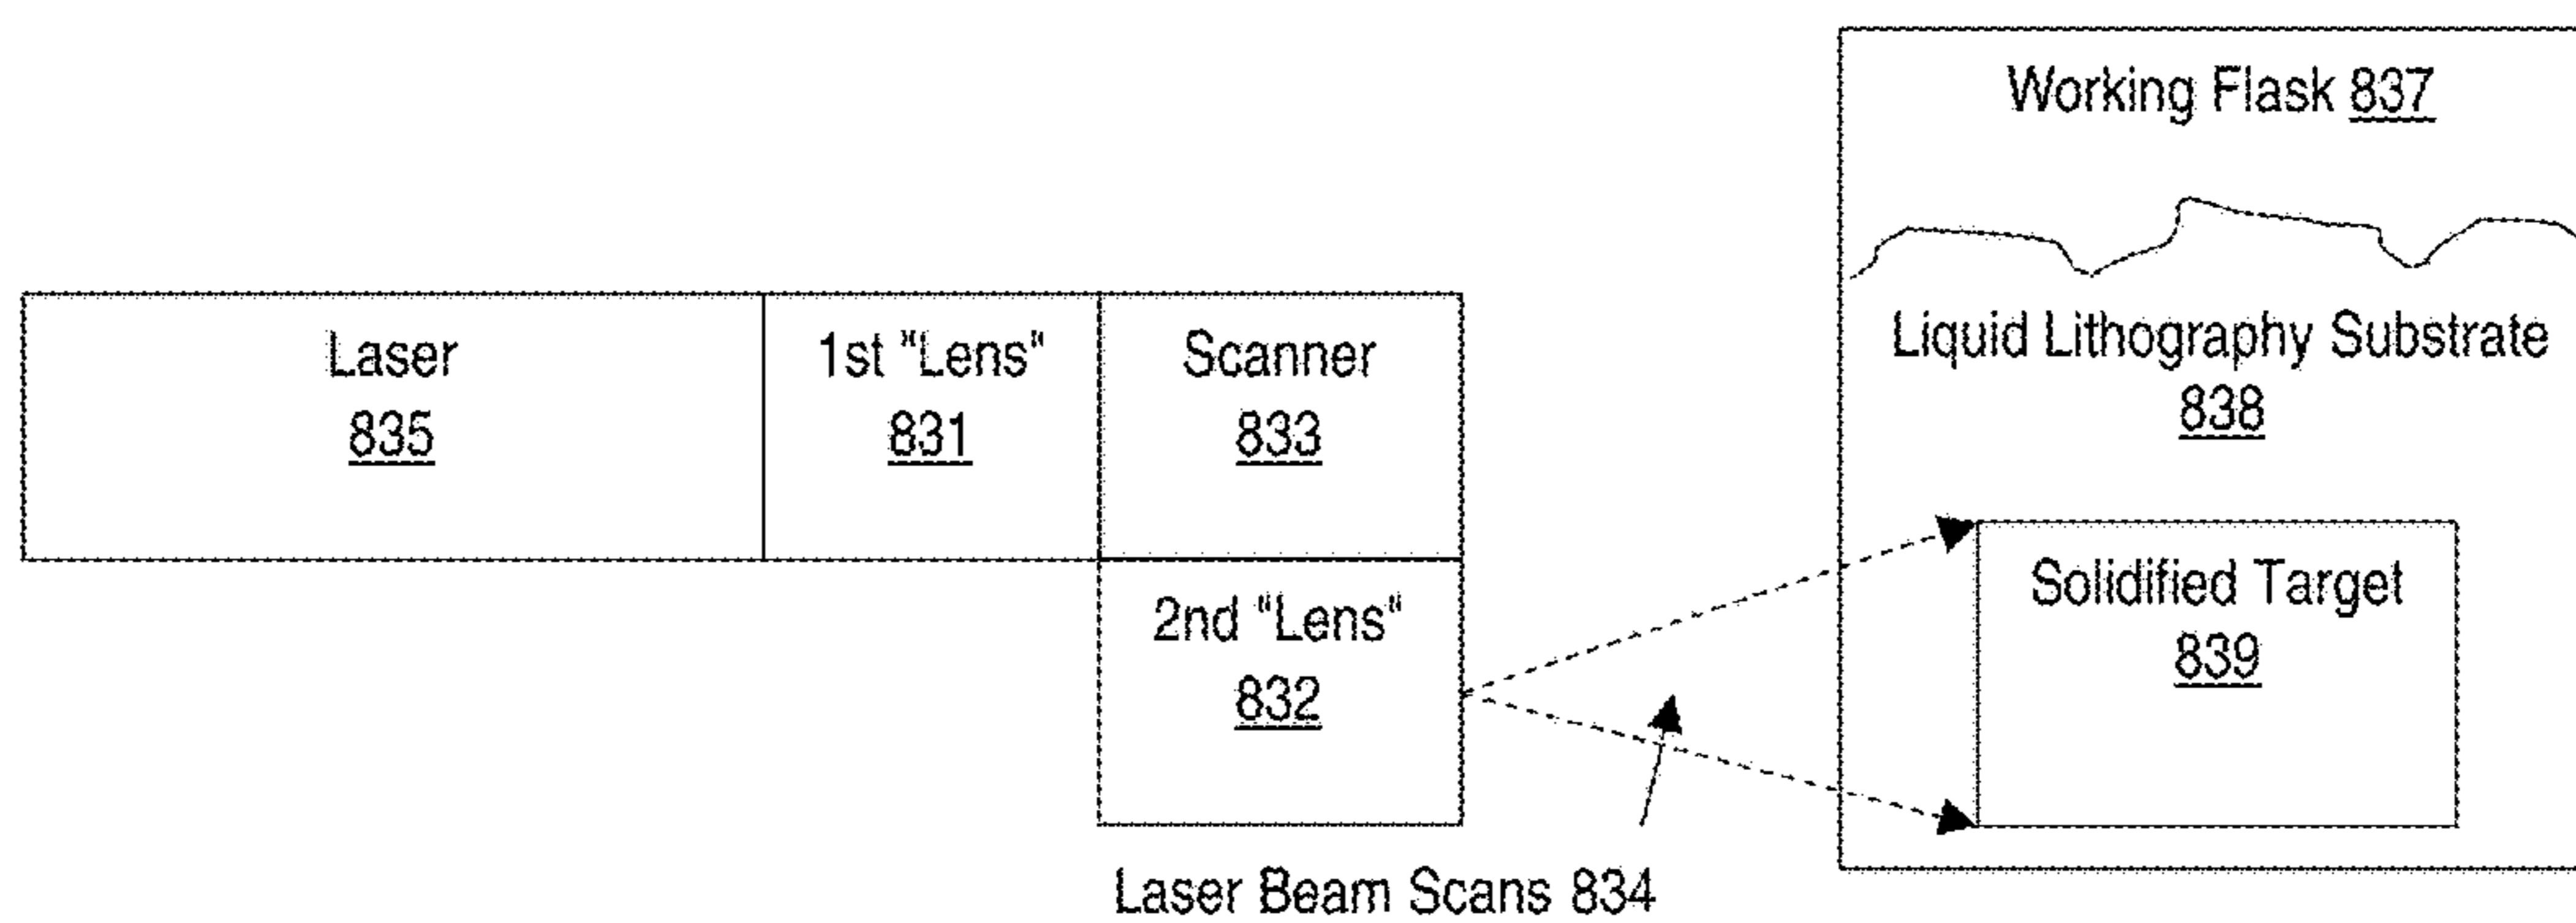 Working Flask 837
Liquid Lithography Substrate
838
Laser
835
1st "Lens"
831
Scanner
833
2nd "Lens"
832
Solidified Target
839
Laser Beam Scans 834